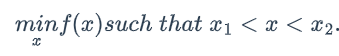 min f(x) such that x₁ < x < x₂.
x